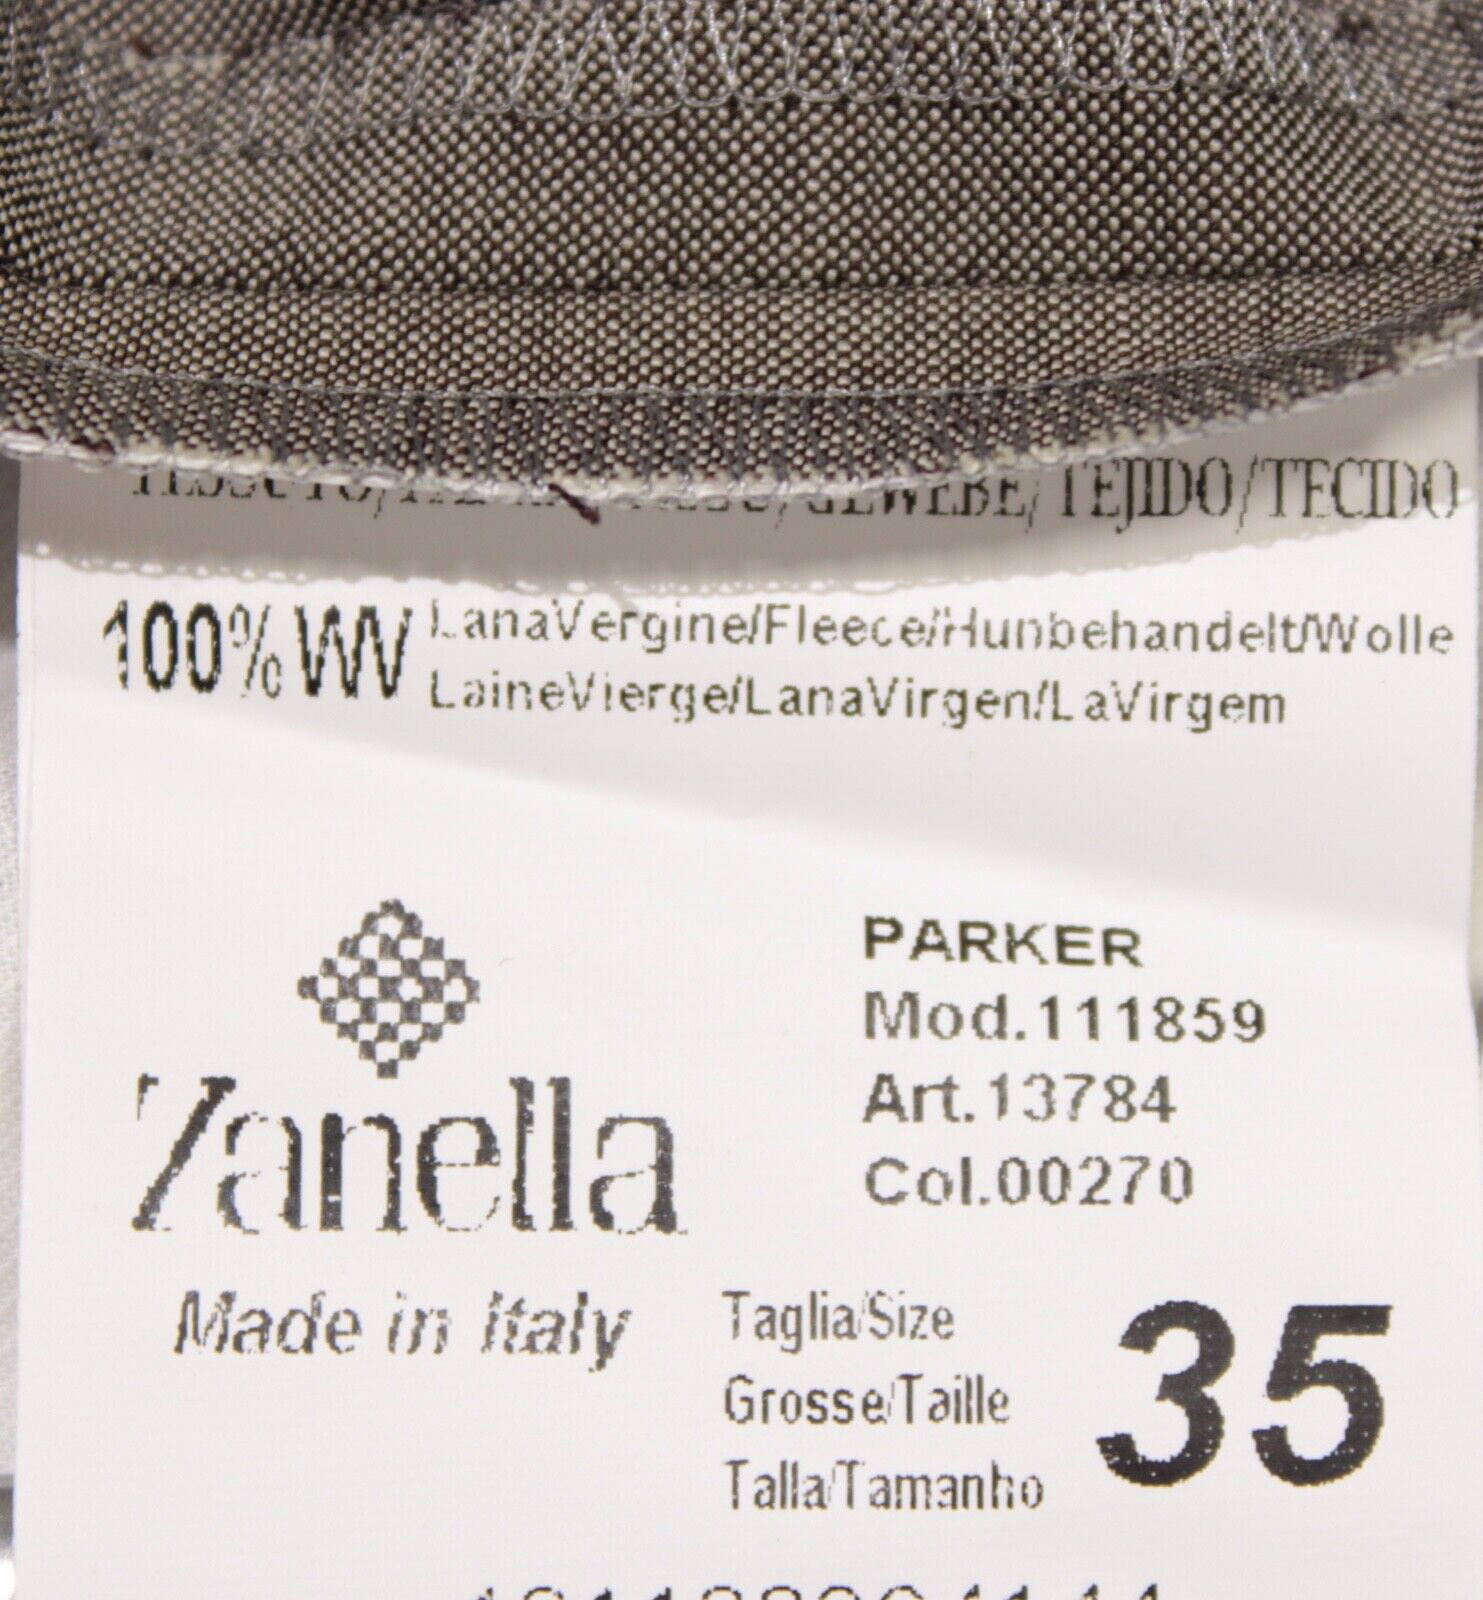 GEWEBE/TEJIDO/TECIDO
100% WV LanaVergine/Fleece/Hunbehandelt/Wolle
LaineVierge/LanaVirgen/LaVirgem
PARKER
Mod.111859
Art.13784
Col.00270
Zanella
Made in Italy
Taglia/Size
Grosse/Taille
Talla/Tamanho
35